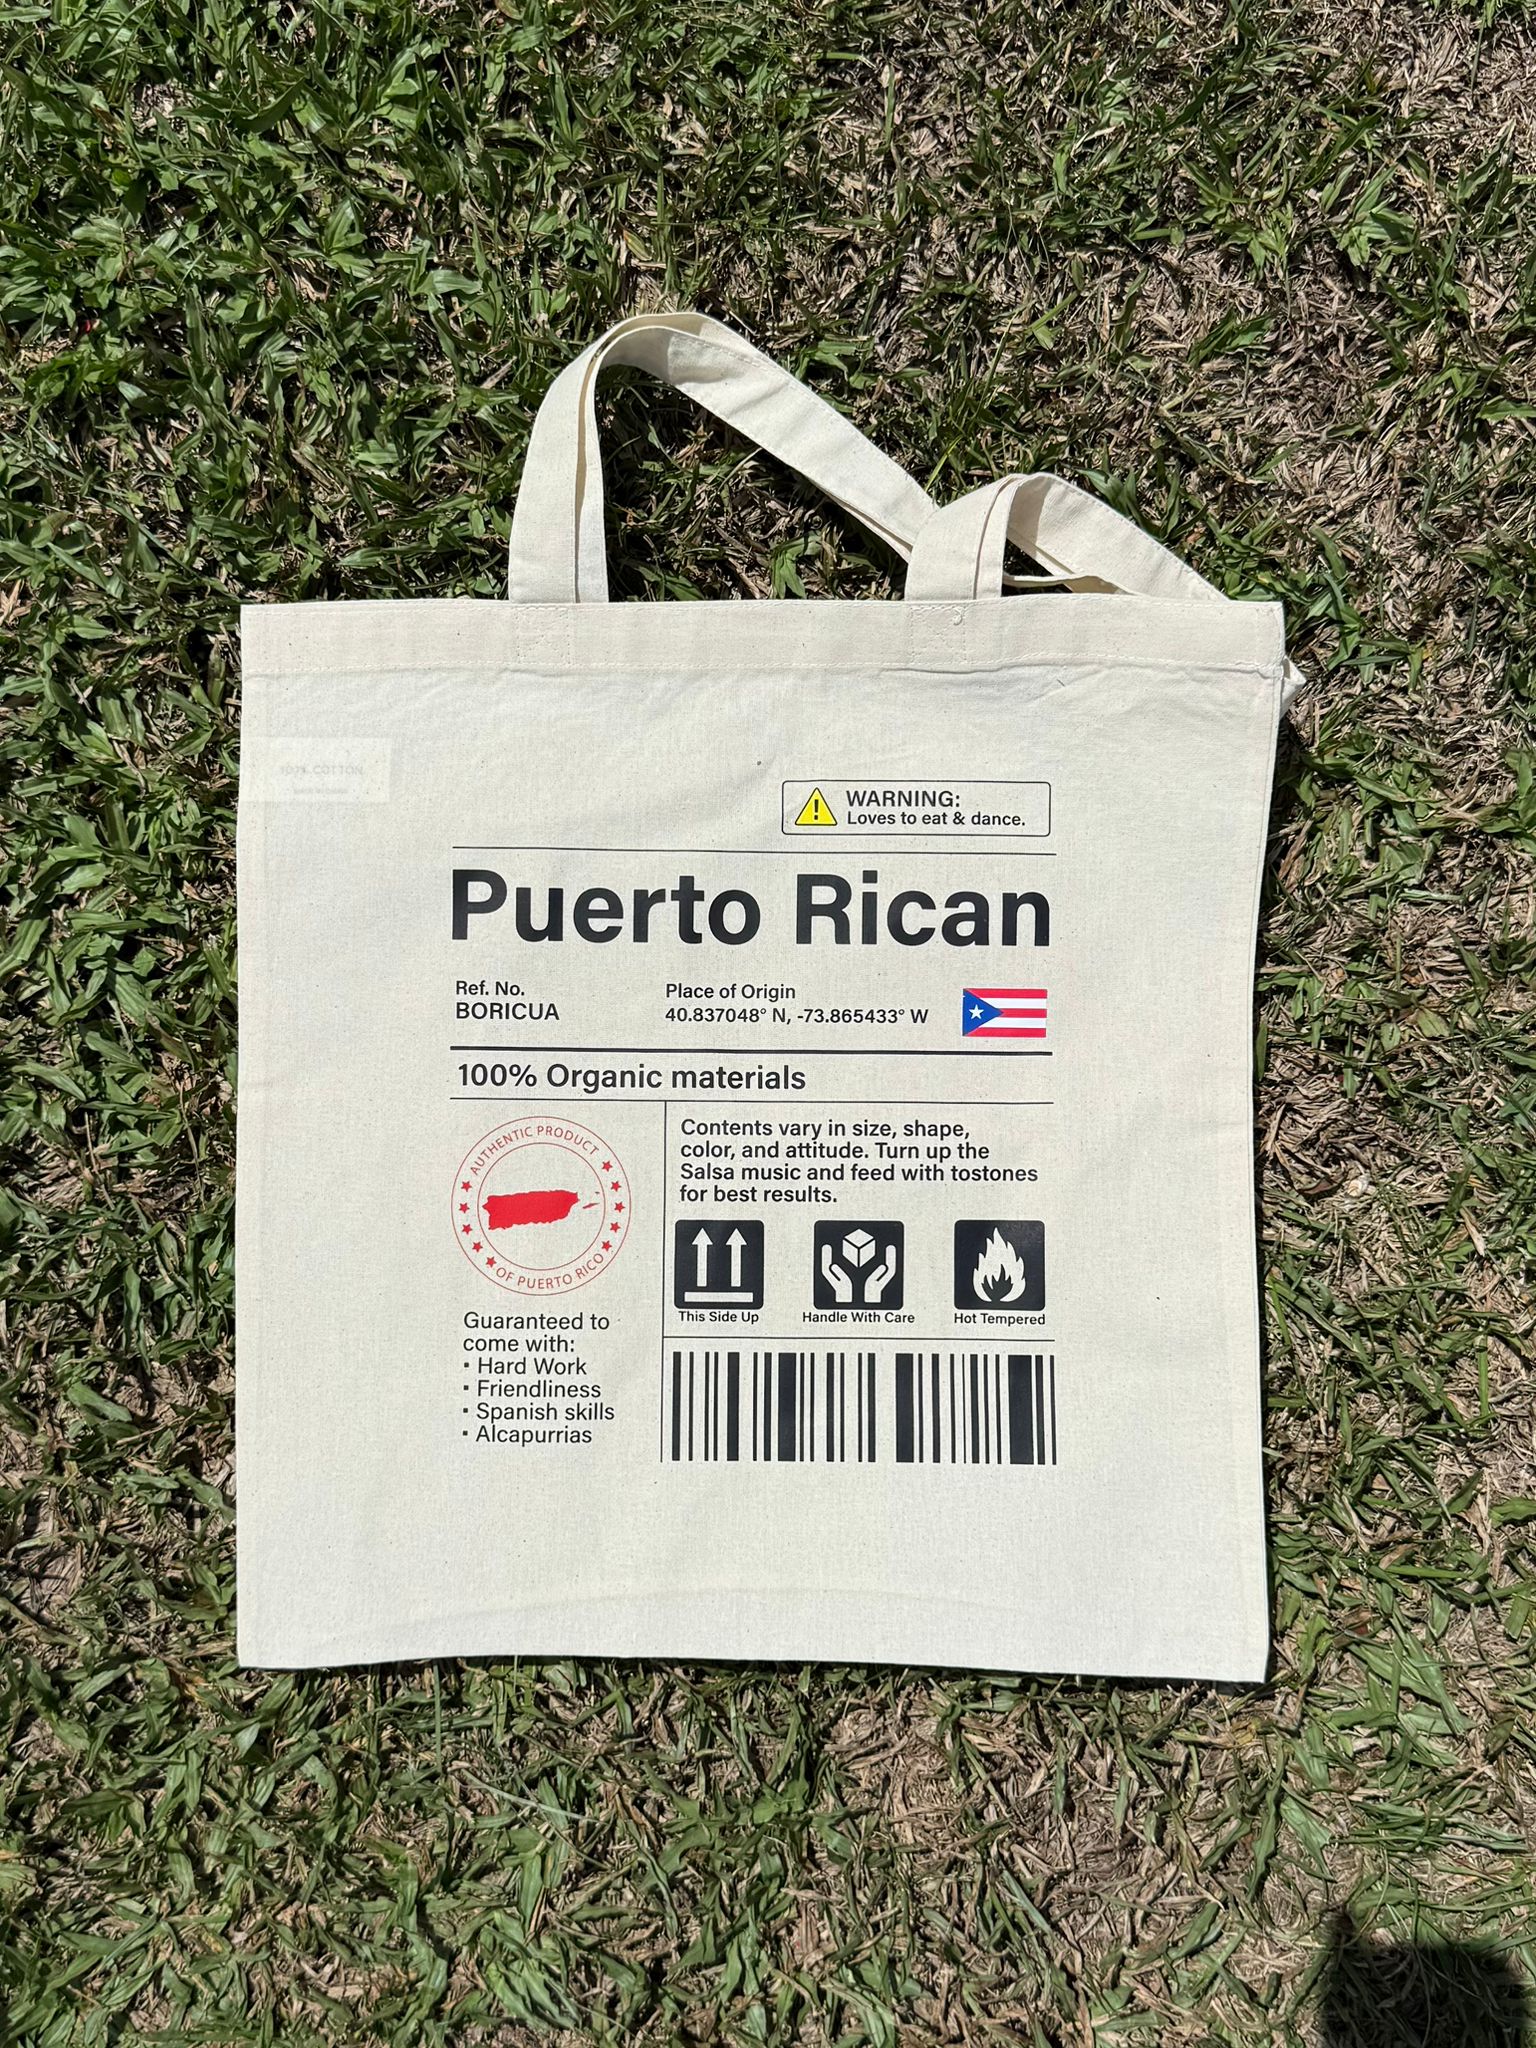 WARNING:
Loves to eat & dance.
Puerto Rican
Ref. No.
BORICUA
Place of Origin
40.837048° N, -73.865433° W
100% Organic materials
AUTHENTIC PRODUCT
OF PUERTO RICO
Guaranteed to
come with:
· Hard Work
· Friendliness
· Spanish skills
· Alcapurrias
Contents vary in size, shape,
color, and attitude. Turn up the
Salsa music and feed with tostones
for best results.
This Side Up
Handle With Care
Hot Tempered
COTTON